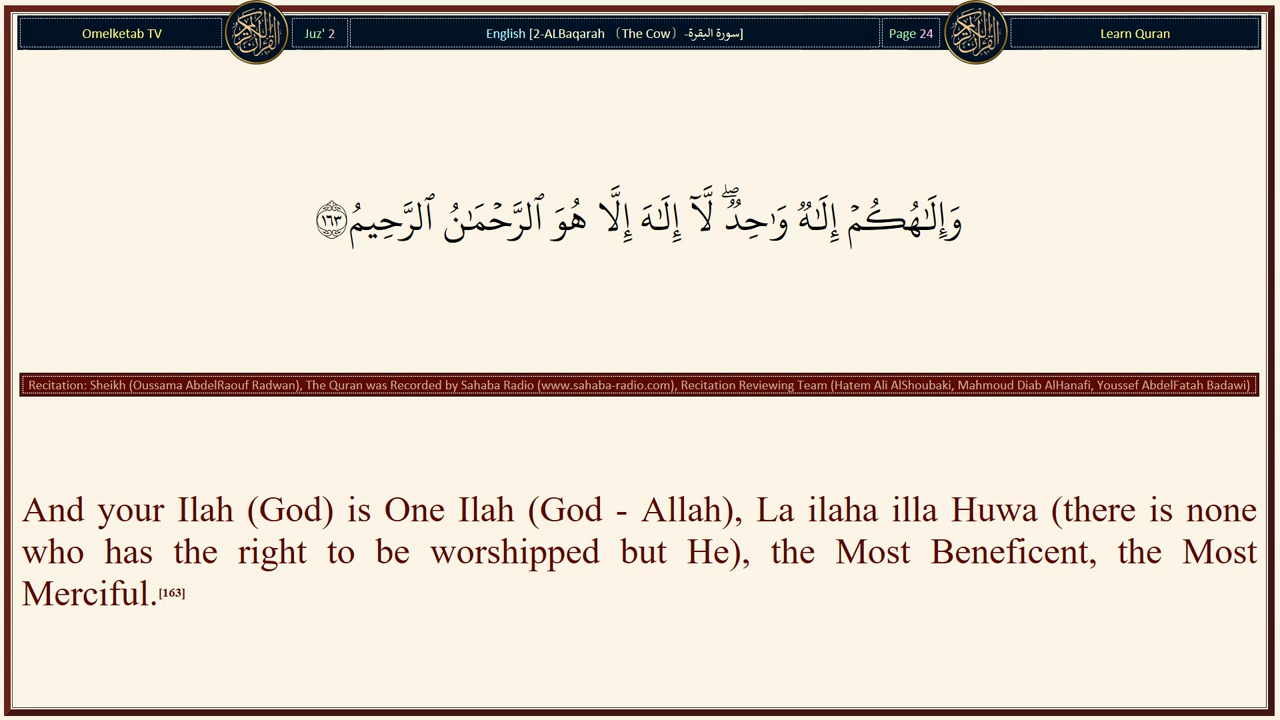 Omelketab TV
Juz' 2
English [2-ALBaqarah 〔The Cow〕 -سورة البقرة]
Page 24
Learn Quran
وَإِلَٰهُكُمۡ إِلَٰهٞ وَٰحِدٞۖ لَّآ إِلَٰهَ إِلَّا هُوَ ٱلرَّحۡمَٰنُ ٱلرَّحِيمُ ١٦٣
Recitation: Sheikh (Oussama AbdelRaouf Radwan), The Quran was Recorded by Sahaba Radio (www.sahaba-radio.com), Recitation Reviewing Team (Hatem Ali AlShoubaki, Mahmoud Diab AlHanafi, Youssef AbdelFatah Badawi)
And your Ilah (God) is One Ilah (God - Allah), La ilaha illa Huwa (there is none
who has the right to be worshipped but He), the Most Beneficent, the Most
Merciful.[163]